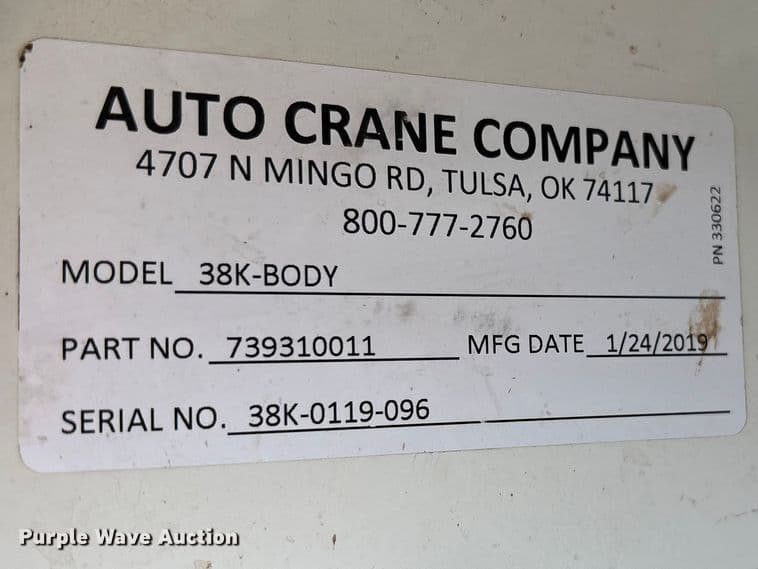 AUTO CRANE COMPANY
4707 N MINGO RD, TULSA, OK 74117
800-777-2760
PN 330622
MODEL 38K-BODY
PART NO. 739310011 MFG DATE 1/24/2019
SERIAL NO. 38K-0119-096
Purple Wave Auction